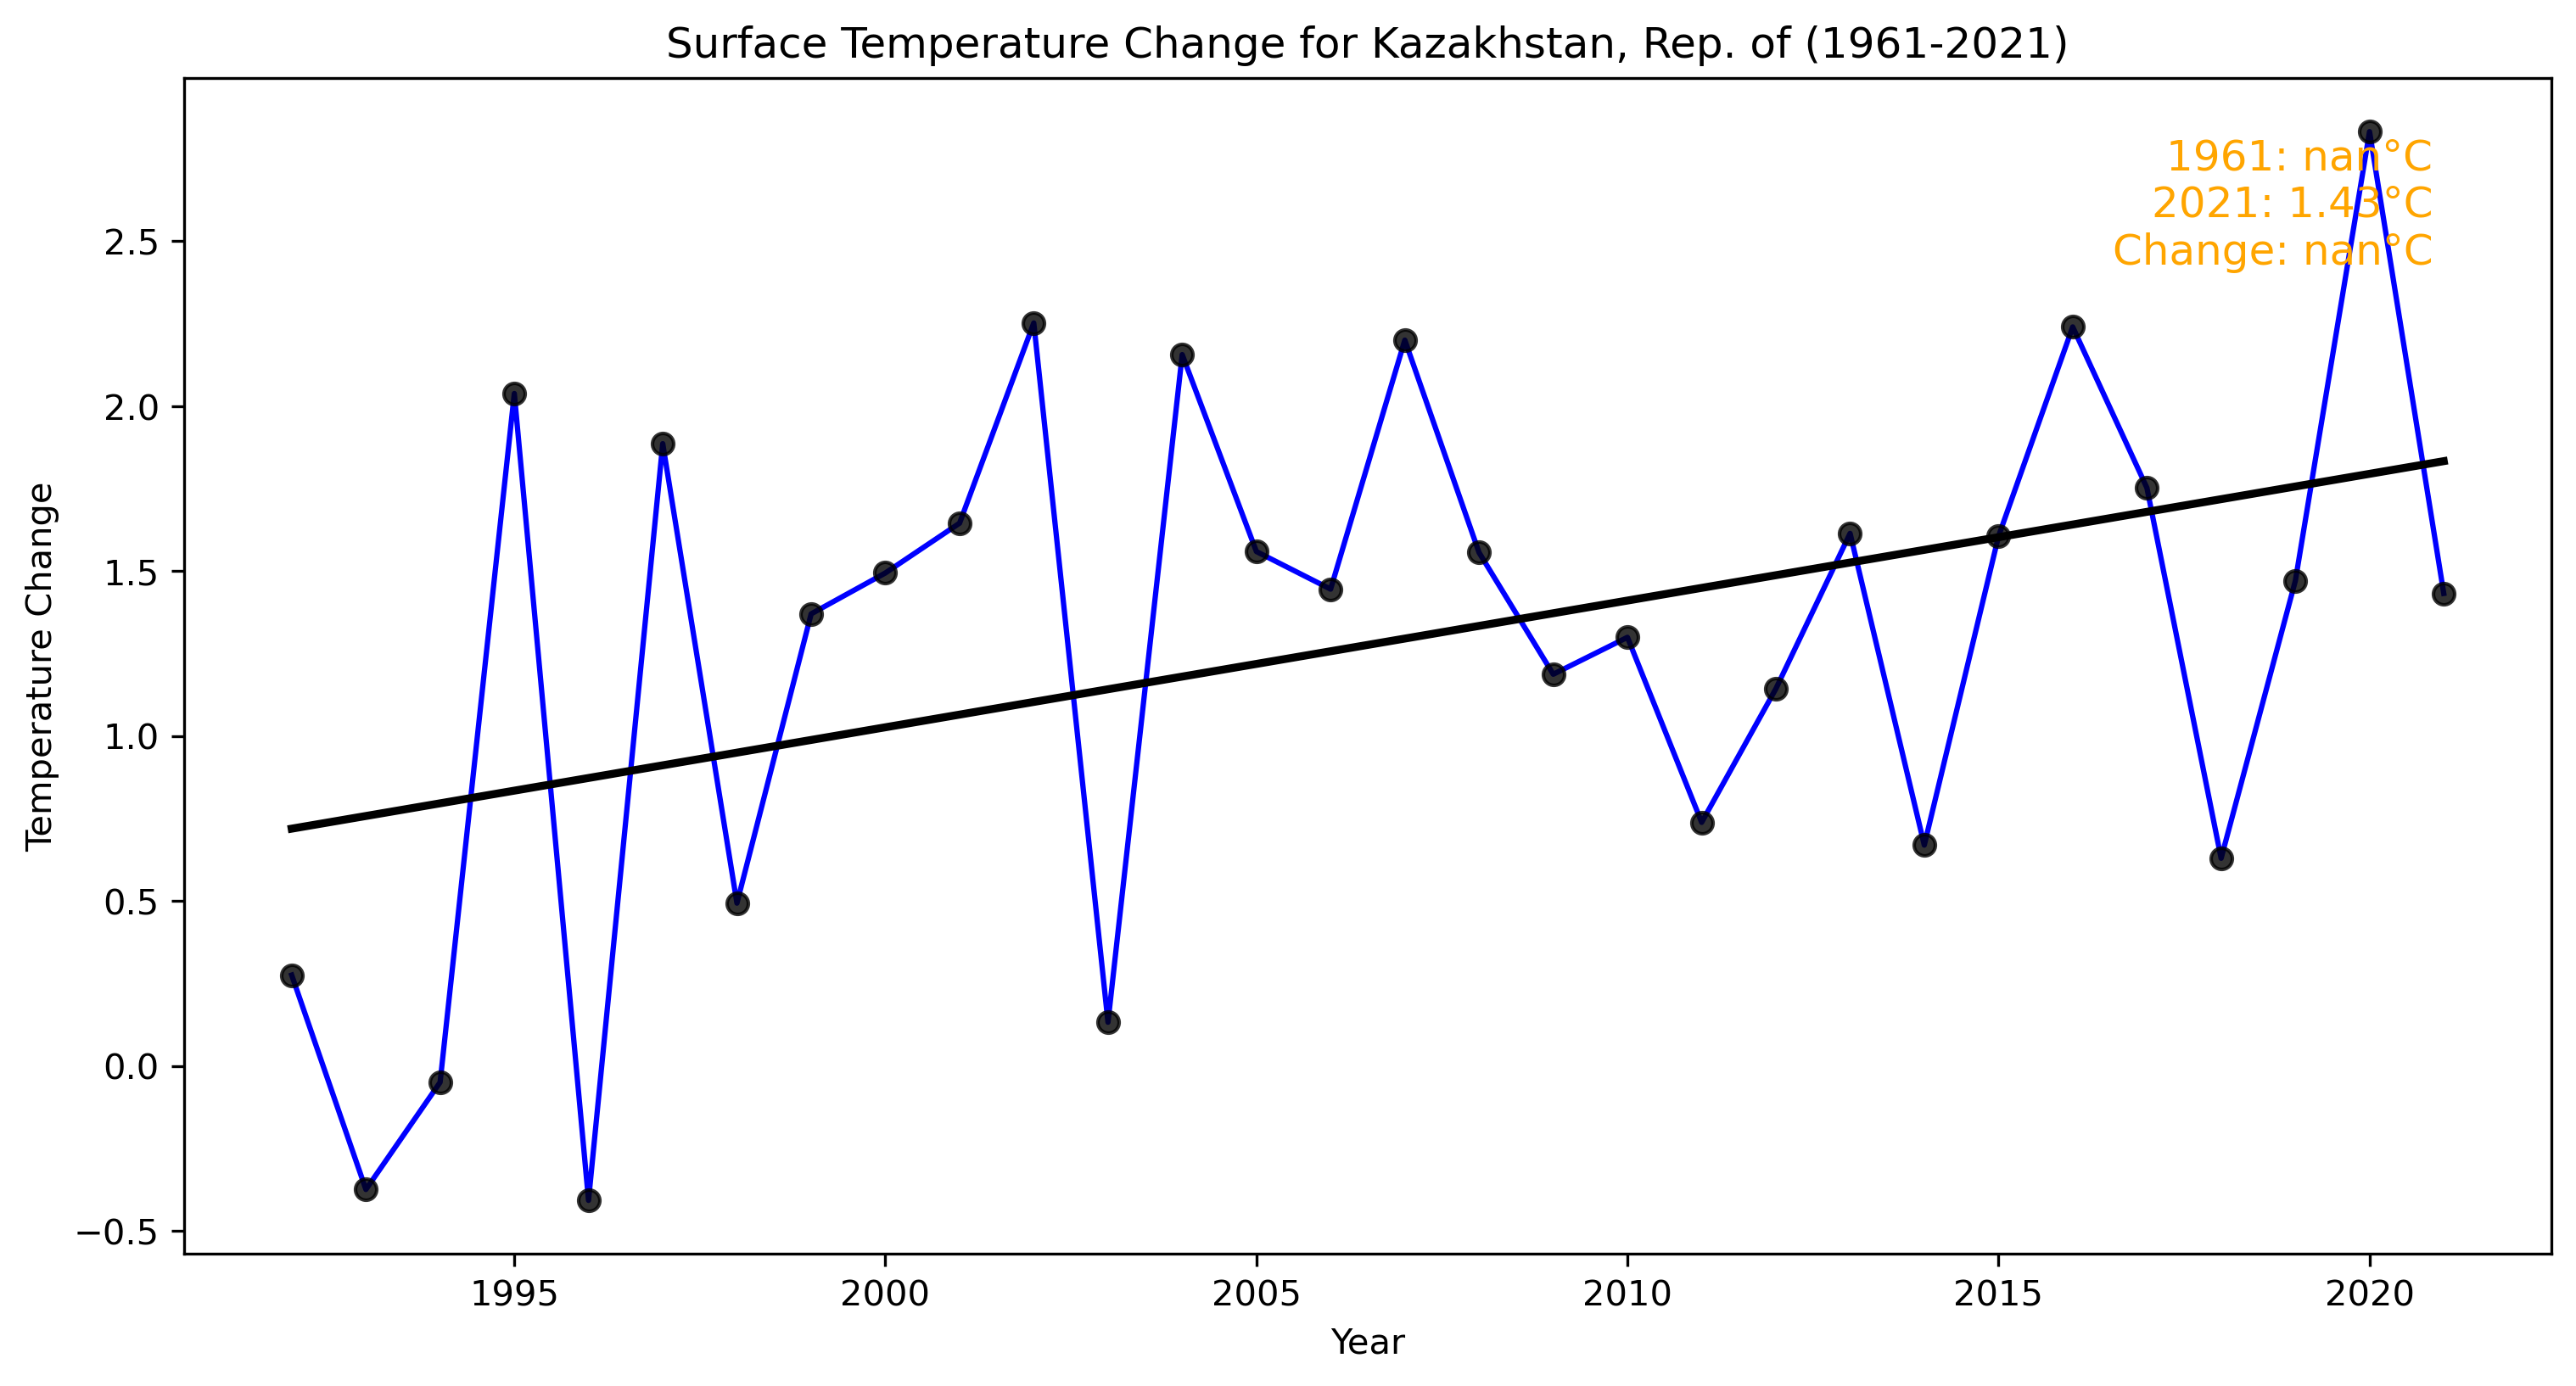 Surface Temperature Change for Kazakhstan, Rep. of (1961-2021)
1961: nan°C
2021: 1.43°C
Change: nan°C
Temperature Change
2.5
2.0
1.5
1.0
0.5
0.0
−0.5
1995 2000 2005 2010 2015 2020
Year